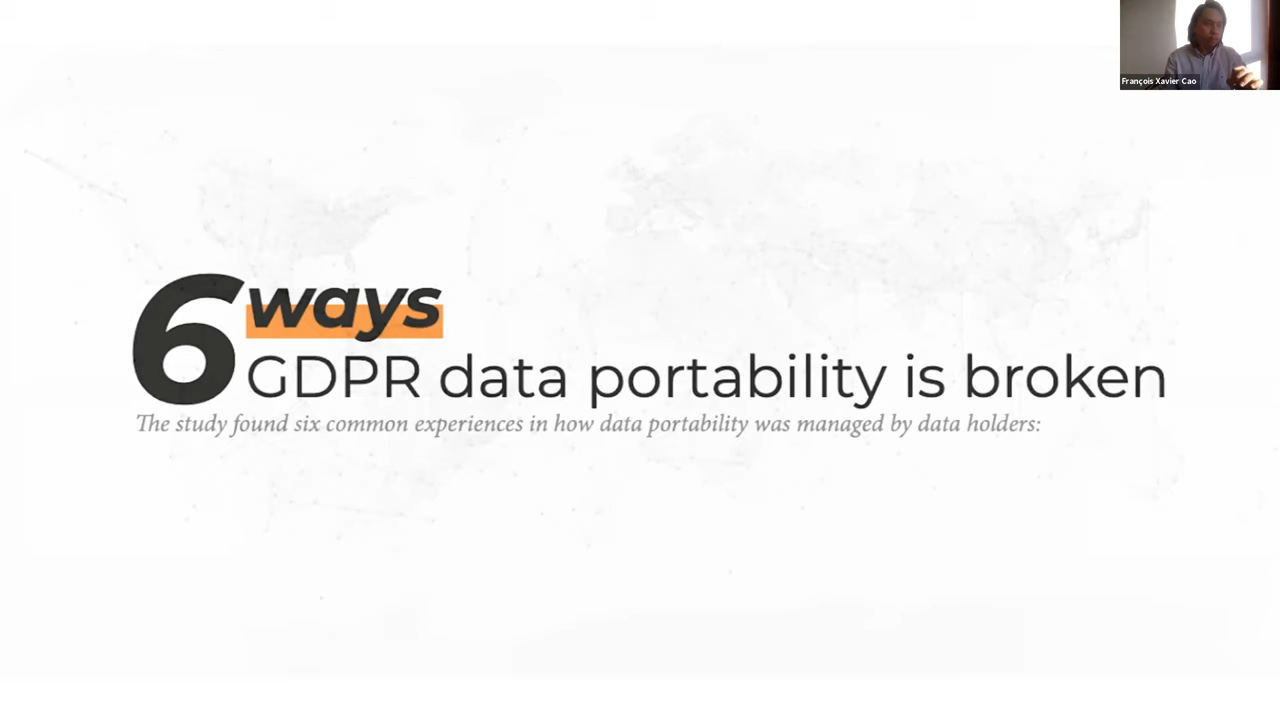 François Xavier Cao
6 ways
GDPR data portability is broken
The study found six common experiences in how data portability was managed by data holders: